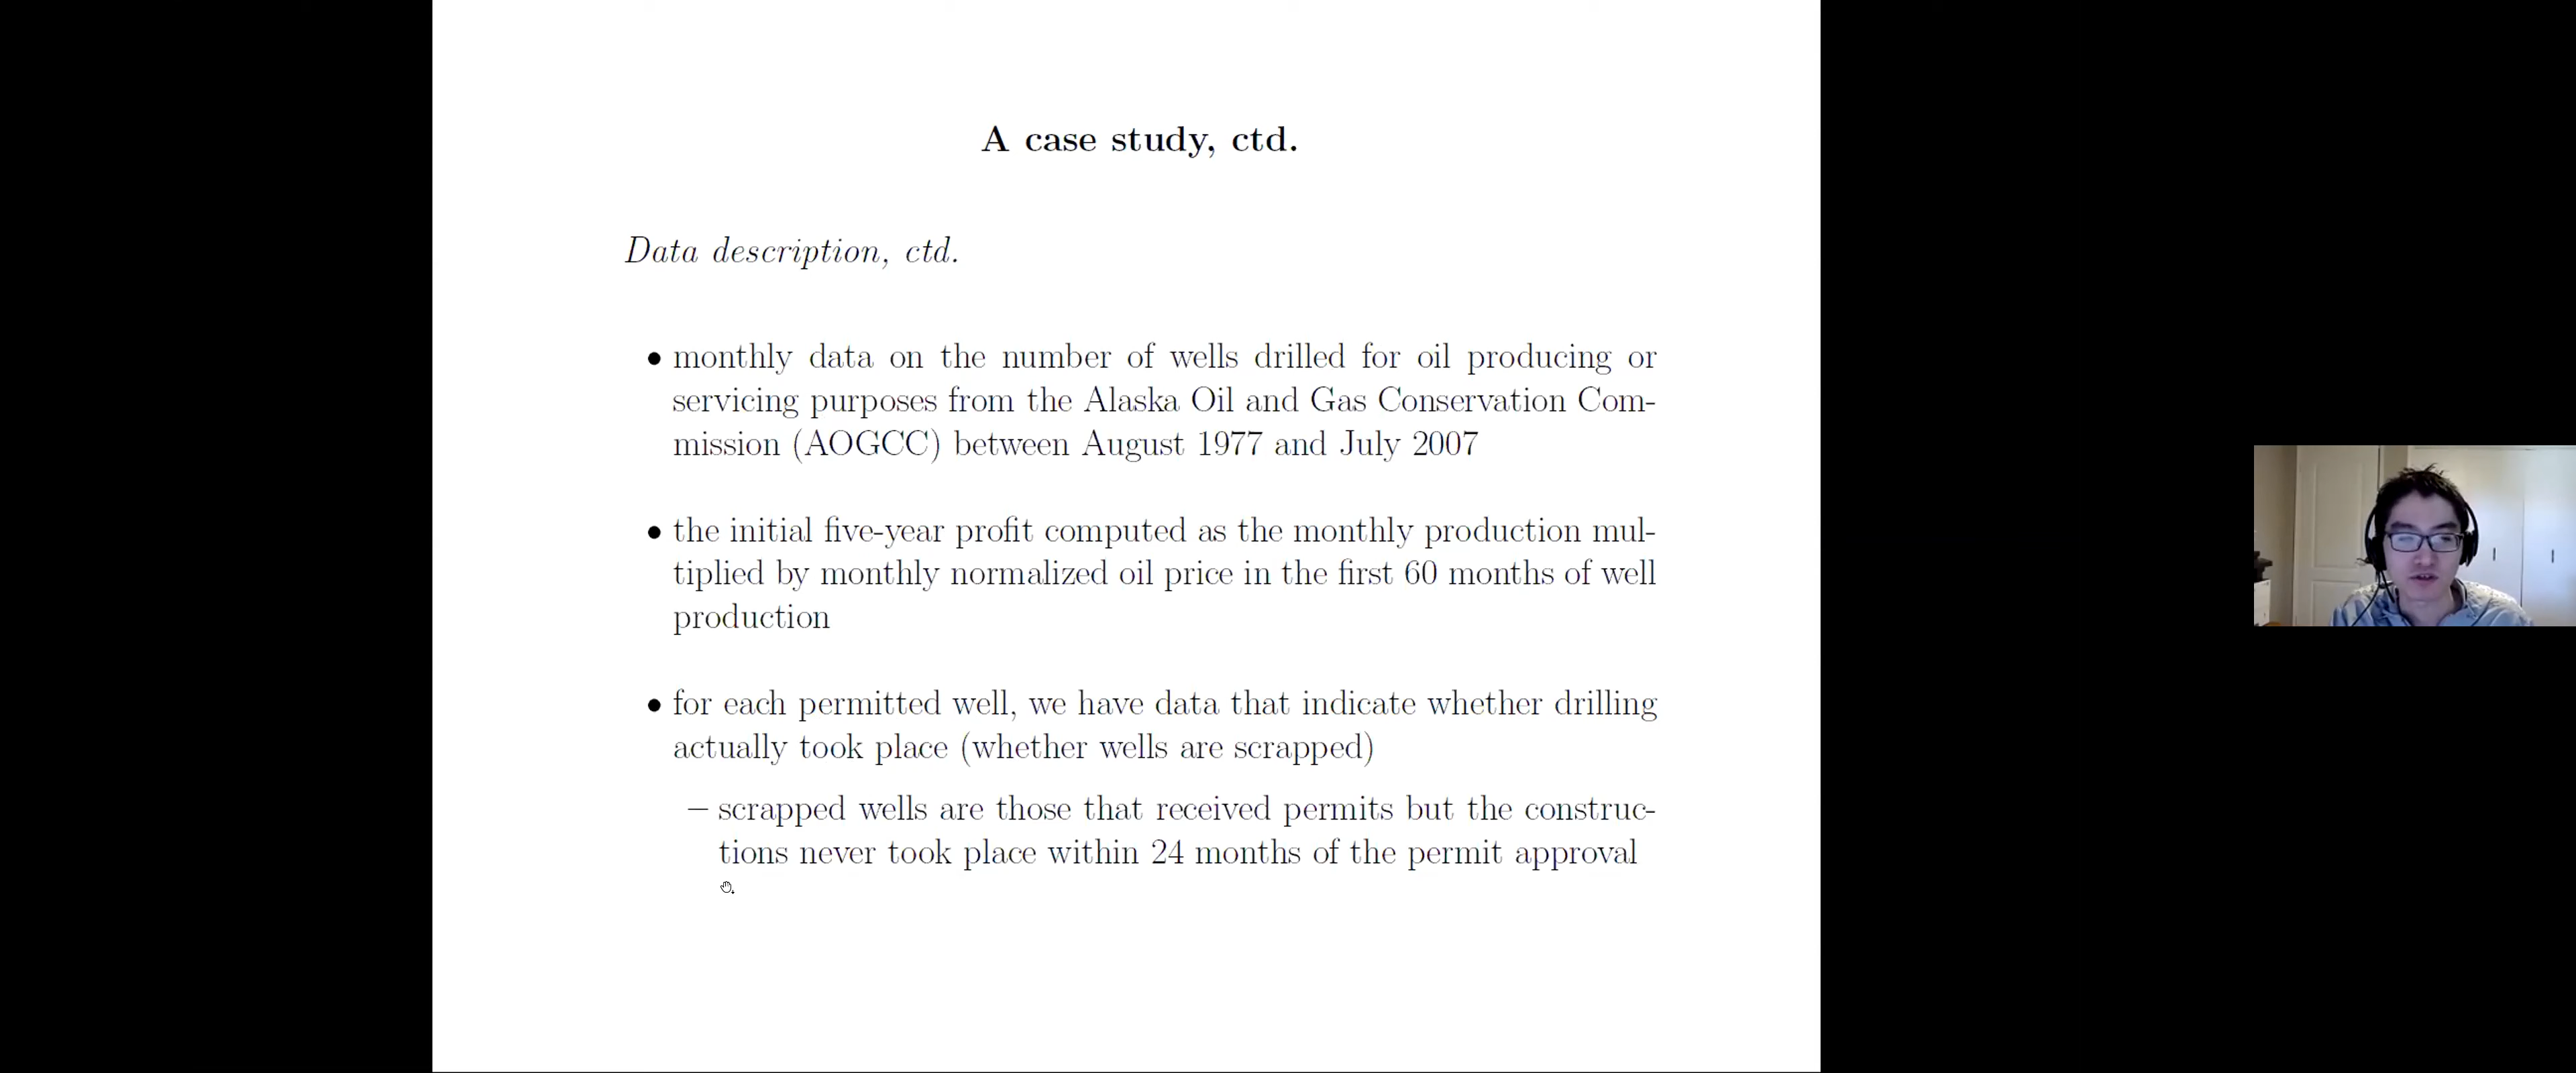 A case study, ctd.
Data description, ctd.
• monthly data on the number of wells drilled for oil producing or
servicing purposes from the Alaska Oil and Gas Conservation Com-
mission (AOGCC) between August 1977 and July 2007
• the initial five-year profit computed as the monthly production mul-
tiplied by monthly normalized oil price in the first 60 months of well
production
• for each permitted well, we have data that indicate whether drilling
actually took place (whether wells are scrapped)
– scrapped wells are those that received permits but the construc-
tions never took place within 24 months of the permit approval